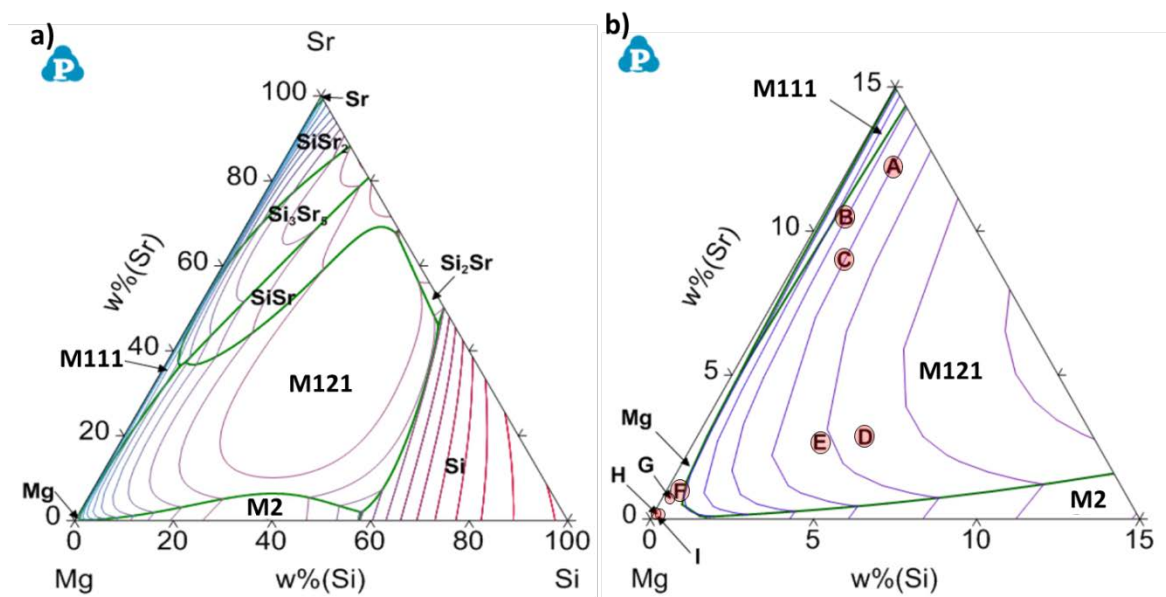 a)
P
Sr
100
Sr
SiSr₂
80
Si₃Sr₅
60
w%(Sr)
Si₂Sr
SiSr
40
M111
M121
20
Si
Mg
M2
0
0
20
40
60
80
100
Mg
w%(Si)
Si
b)
P
15
M111
A
10
B
w%(Sr)
C
5
M121
Mg
D
E
G
H
F
M2
0
0
5
10
15
I
Mg
w%(Si)